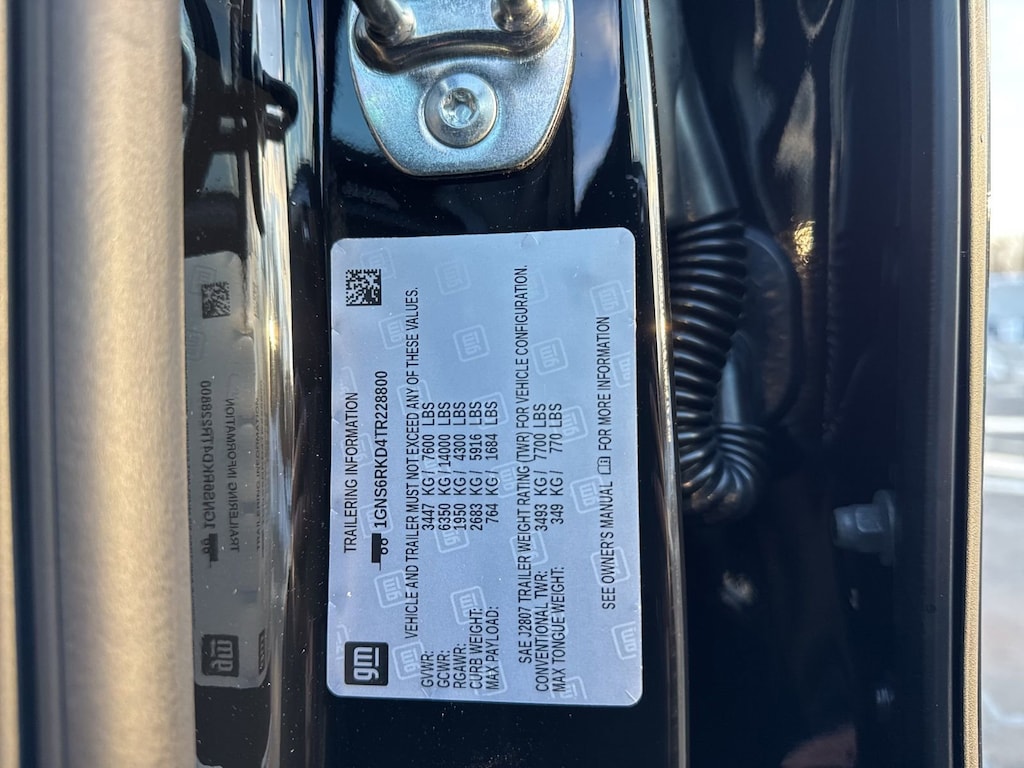 gm
TRAILERING INFORMATION
1GNS6RKD4TR228800
VEHICLE AND TRAILER MUST NOT EXCEED ANY OF THESE VALUES.
GVWR: 3447 KG / 7600 LBS
GCWR: 6350 KG / 14000 LBS
RGAWR: 1950 KG / 4300 LBS
CURB WEIGHT: 2683 KG / 5916 LBS
MAX PAYLOAD: 764 KG / 1684 LBS
SAE J2807 TRAILER WEIGHT RATING (TWR) FOR VEHICLE CONFIGURATION.
CONVENTIONAL TWR: 3493 KG / 7700 LBS
MAX TONGUE WEIGHT: 349 KG / 770 LBS
SEE OWNER'S MANUAL FOR MORE INFORMATION